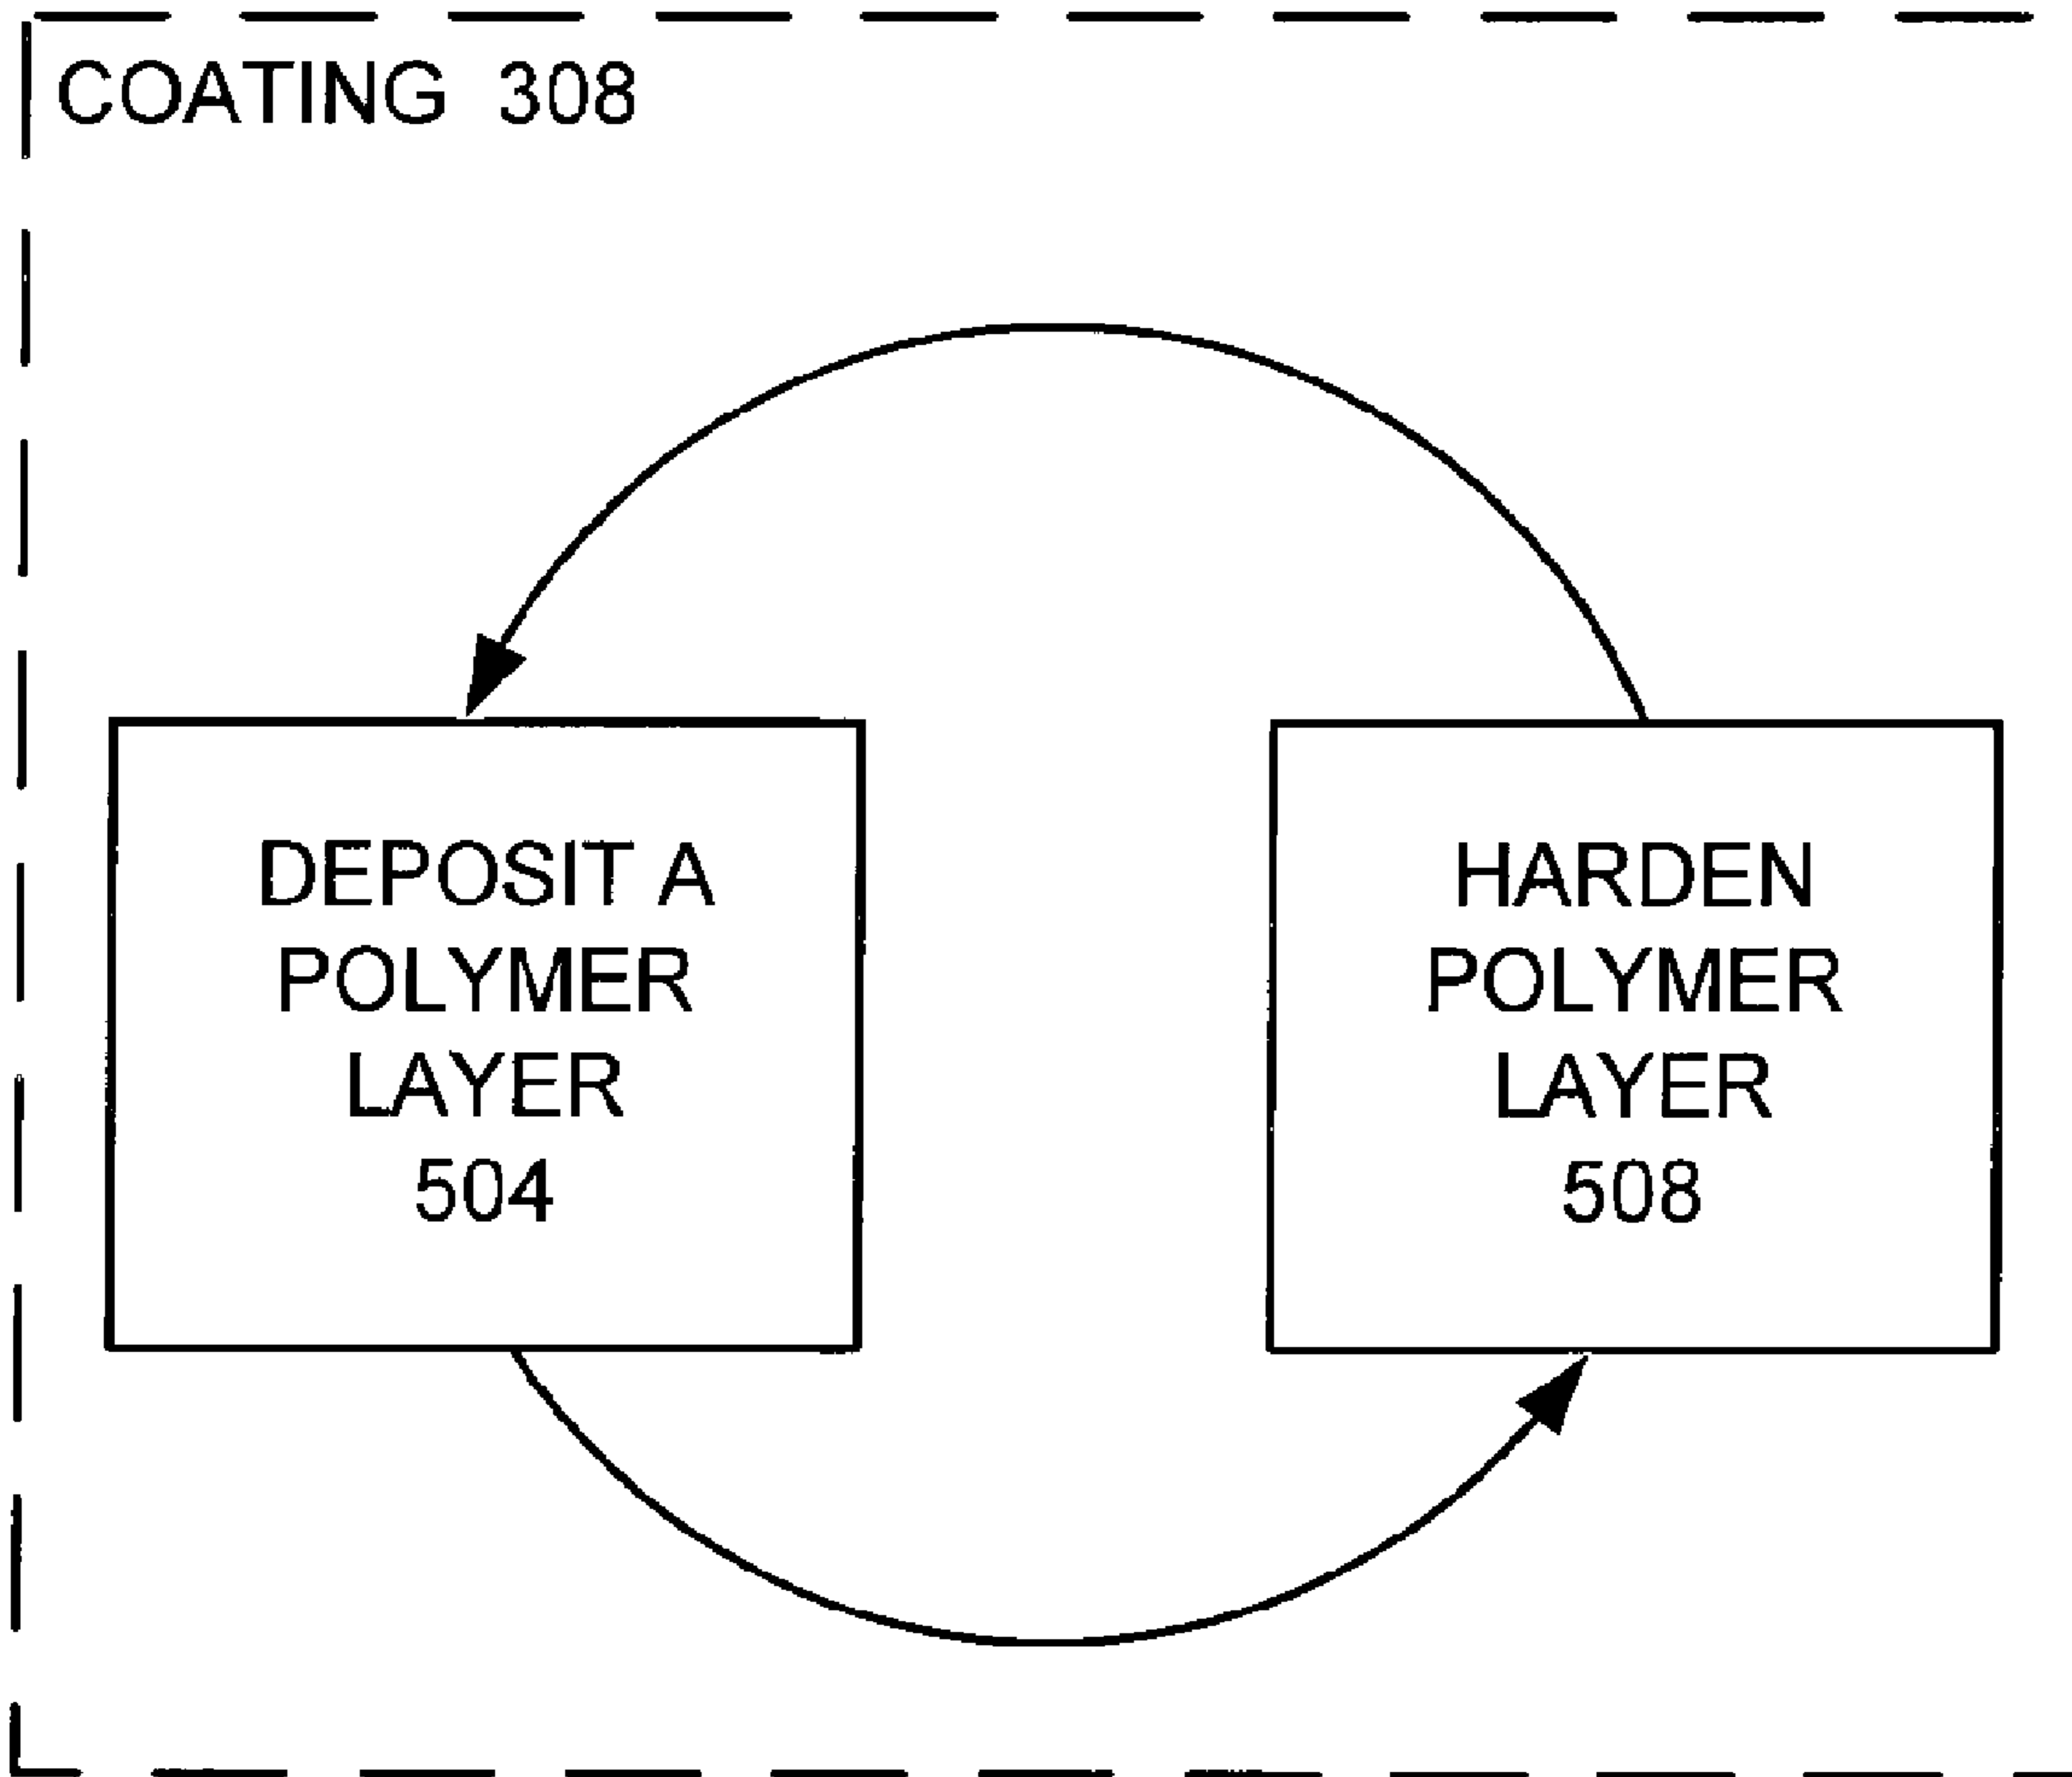 COATING 308
DEPOSIT A
POLYMER
LAYER
504
HARDEN
POLYMER
LAYER
508